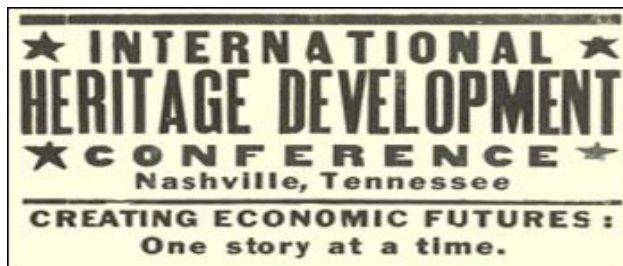 INTERNATIONAL
HERITAGE DEVELOPMENT
CONFERENCE
Nashville, Tennessee
CREATING ECONOMIC FUTURES :
One story at a time.